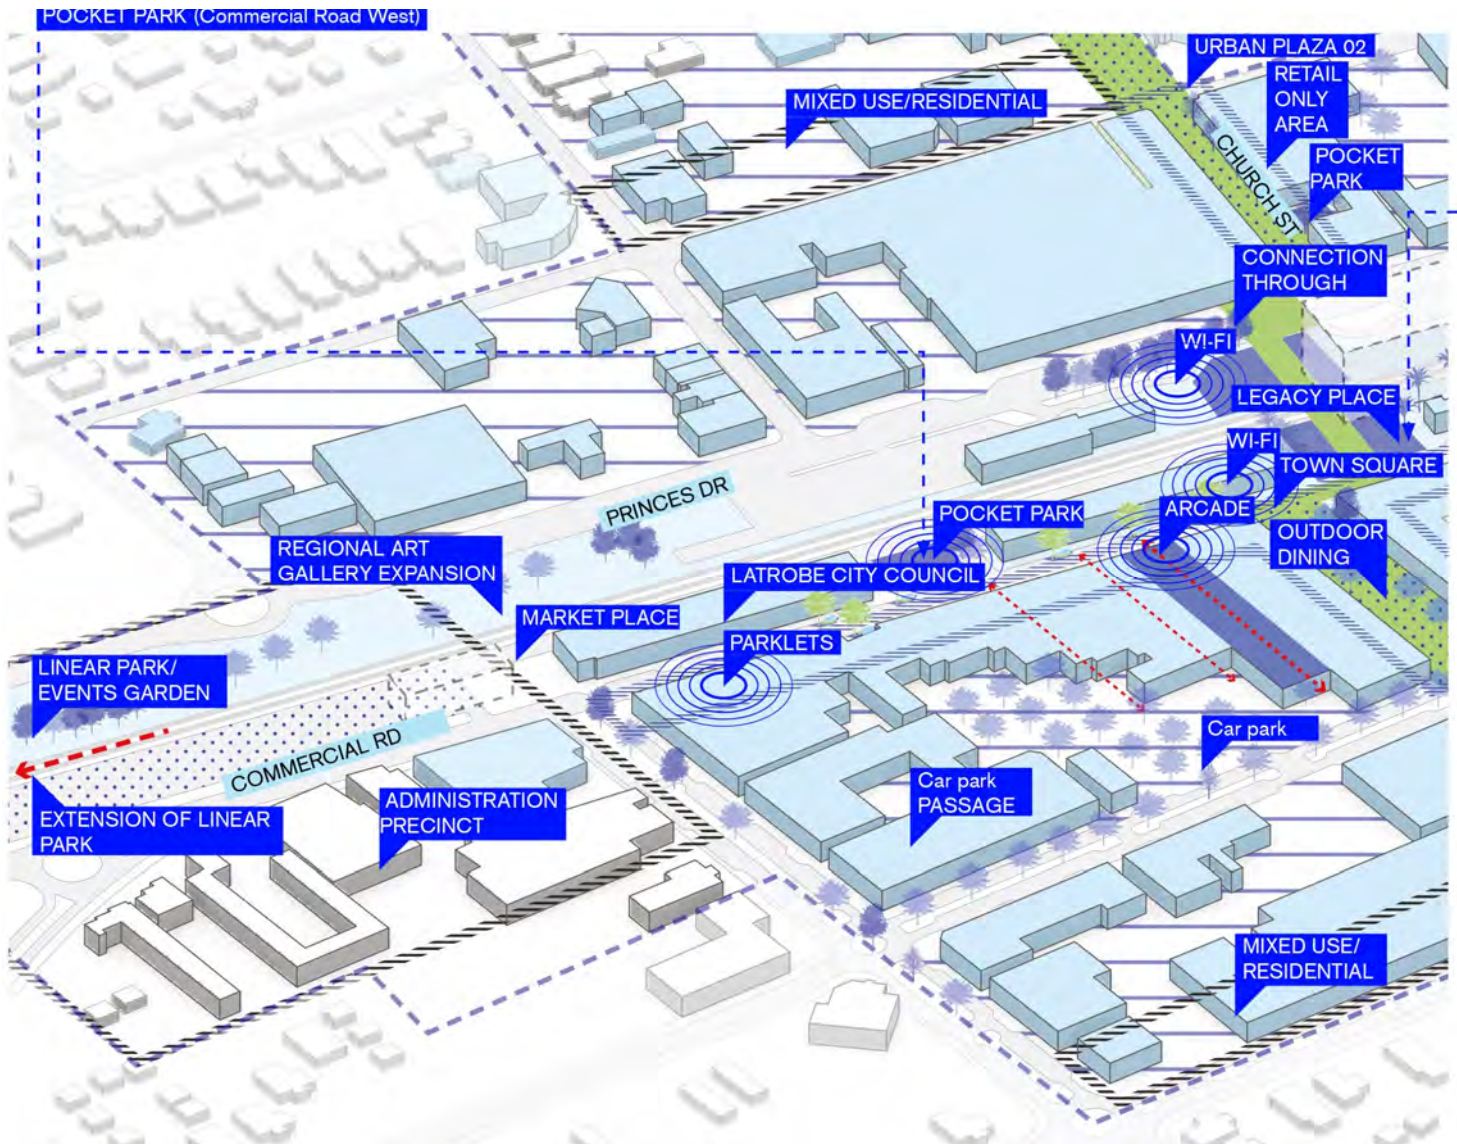 POCKET PARK (Commercial Road West)
URBAN PLAZA 02
RETAIL
ONLY
AREA
MIXED USE/RESIDENTIAL
POCKET
PARK
CHURCH ST
CONNECTION
THROUGH
WI-FI
LEGACY PLACE
WI-FI
TOWN SQUARE
PRINCES DR
POCKET PARK
ARCADE
OUTDOOR
DINING
REGIONAL ART
GALLERY EXPANSION
LATROBE CITY COUNCIL
MARKET PLACE
PARKLETS
LINEAR PARK/
EVENTS GARDEN
COMMERCIAL RD
Car park
Car park
PASSAGE
ADMINISTRATION
PRECINCT
EXTENSION OF LINEAR
PARK
MIXED USE/
RESIDENTIAL